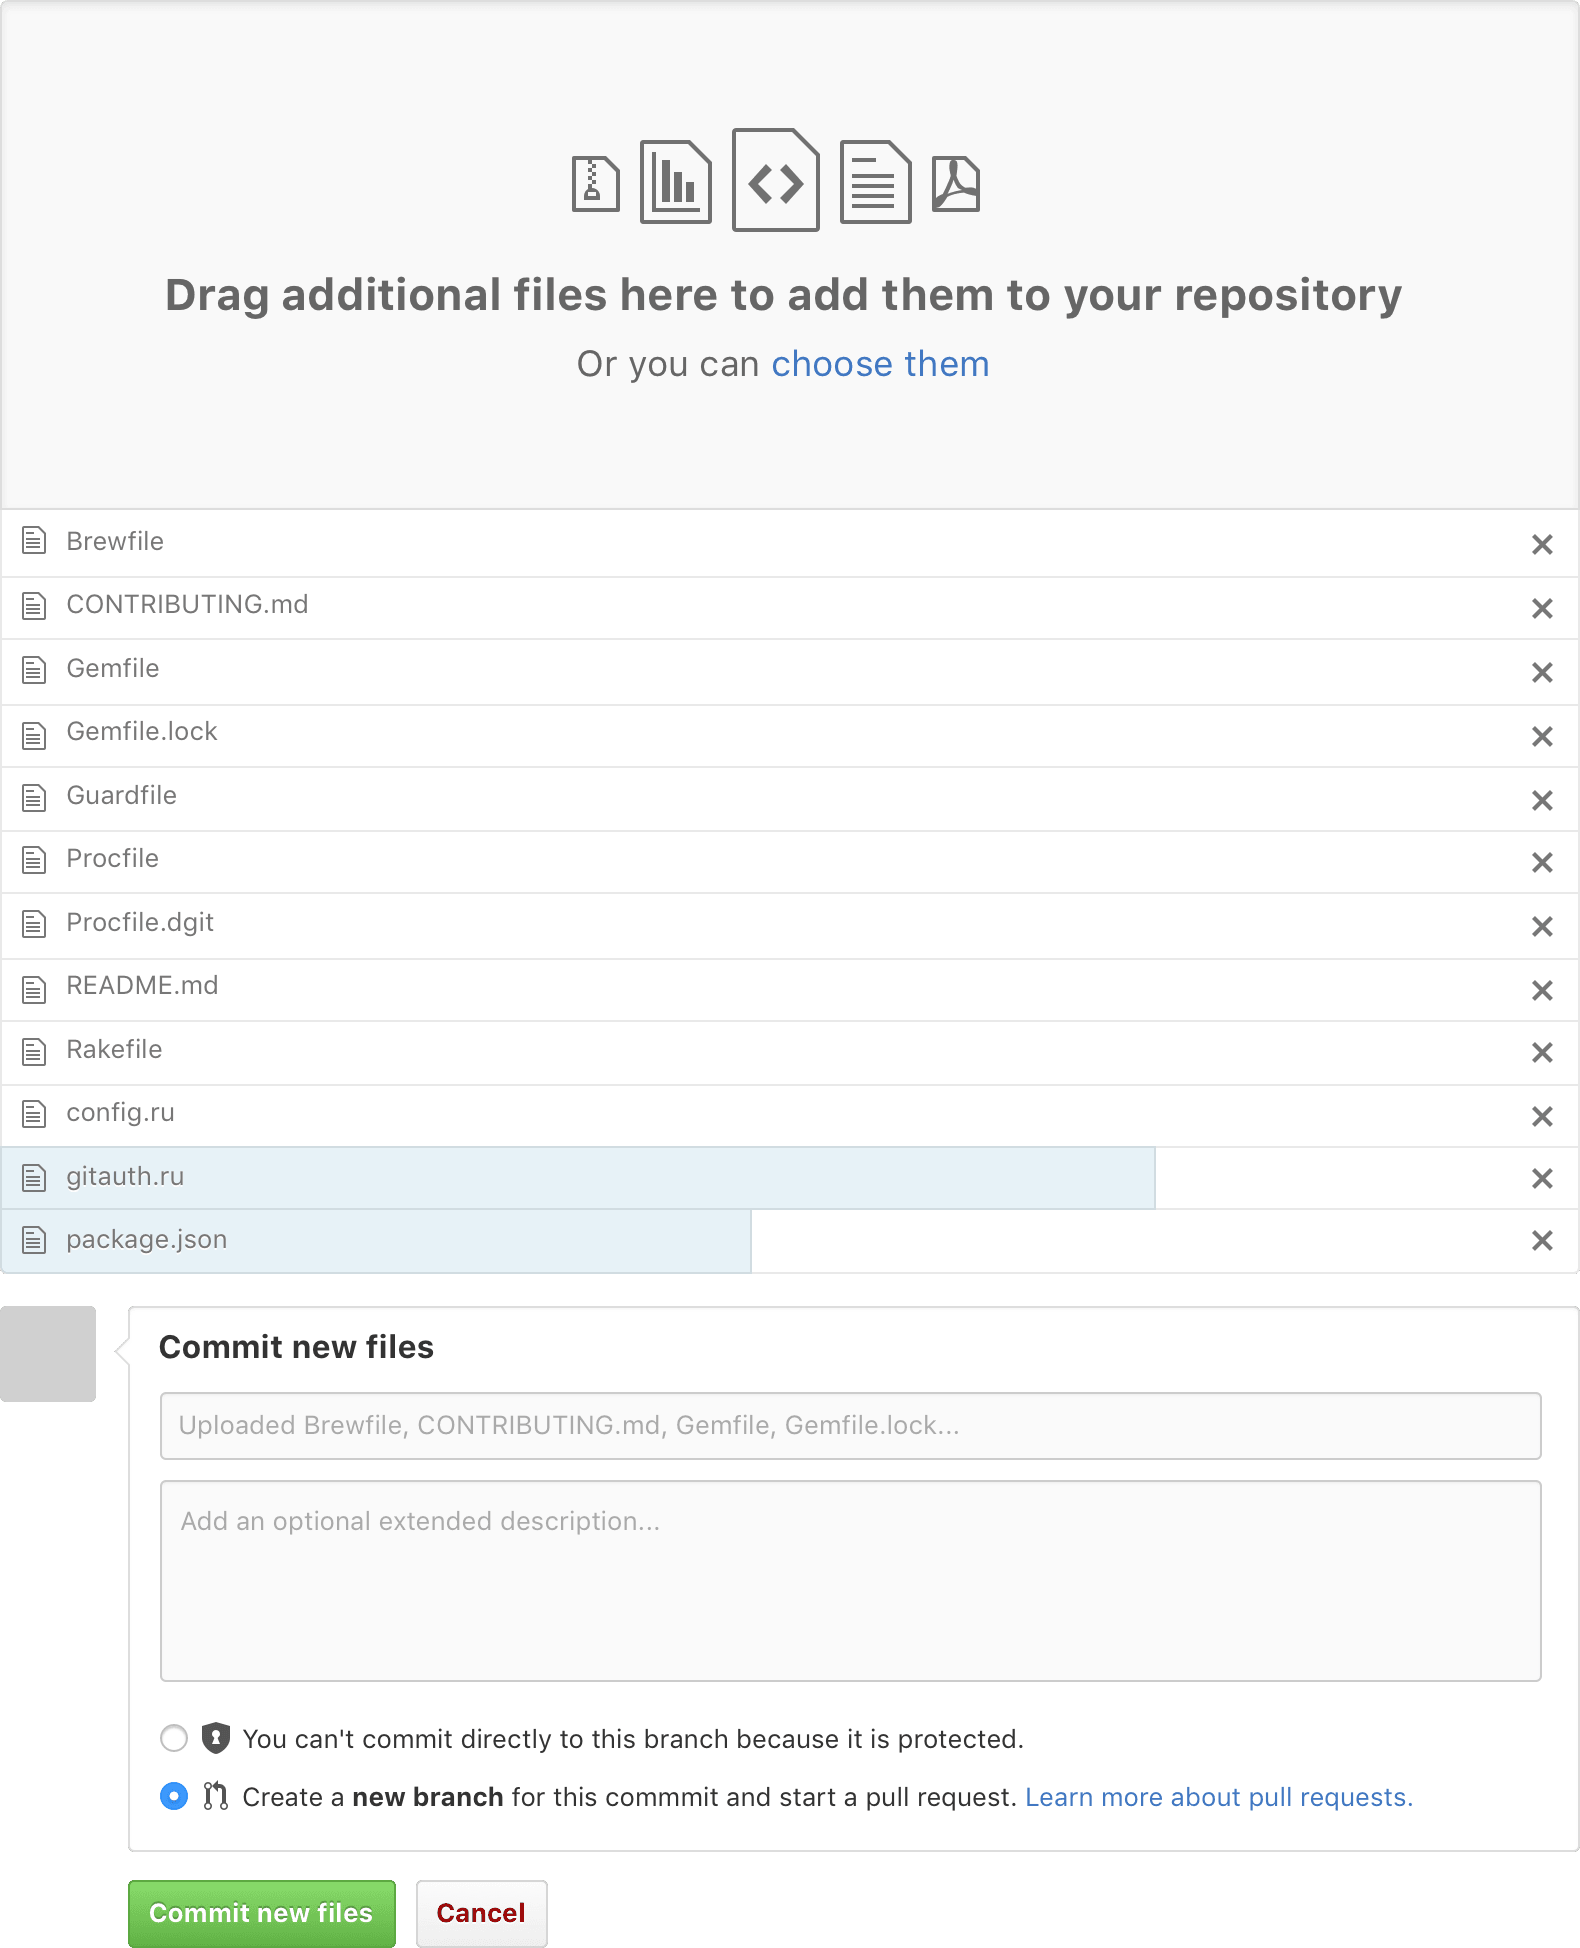 Drag additional files here to add them to your repository
Or you can choose them
Brewfile
CONTRIBUTING.md
Gemfile
Gemfile.lock
Guardfile
Procfile
Procfile.dgit
README.md
Rakefile
config.ru
gitauth.ru
package.json
Commit new files
Uploaded Brewfile, CONTRIBUTING.md, Gemfile, Gemfile.lock...
Add an optional extended description...
You can't commit directly to this branch because it is protected.
Create a new branch for this commmit and start a pull request. Learn more about pull requests.
Commit new files
Cancel